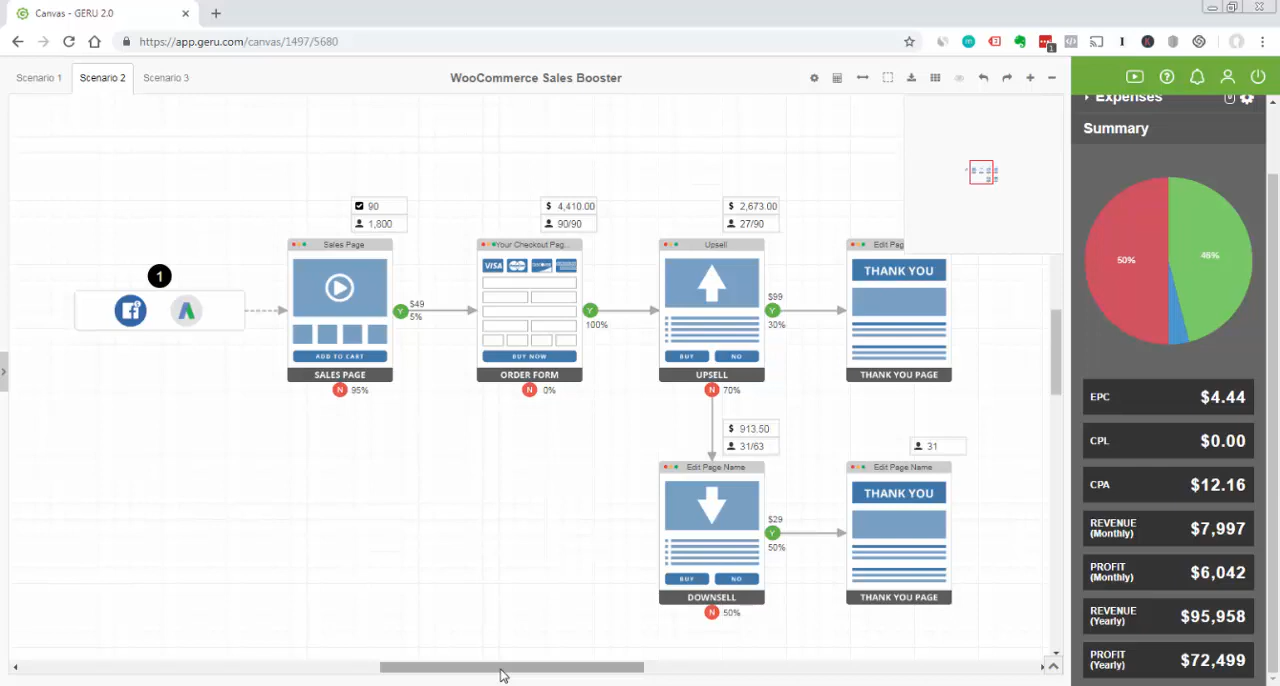 Canvas - GERU 2.0
https://app.geru.com/canvas/1497/5680
1
Scenario 1
Scenario 2
Scenario 3
WooCommerce Sales Booster
Expenses
0
Summary
50%
46%
EPC
$4.44
CPL
$0.00
CPA
$12.16
REVENUE
(Monthly)
$7,997
PROFIT
(Monthly)
$6,042
REVENUE
(Yearly)
$95,958
PROFIT
(Yearly)
$72,499
1
90
1,800
Sales Page
ADD TO CART
SALES PAGE
N 95%
Y
$49
5%
$ 4,410.00
90/90
Your Checkout Pag...
VISA
BUY NOW
ORDER FORM
N 0%
Y
100%
$ 2,673.00
27/90
Upsell
BUY NO
UPSELL
N 70%
Y
$99
30%
Edit Pag
THANK YOU
THANK YOU PAGE
$ 913.50
31/63
Edit Page Name
BUY NO
DOWNSELL
N 50%
Y
$29
50%
31
Edit Page Name
THANK YOU
THANK YOU PAGE